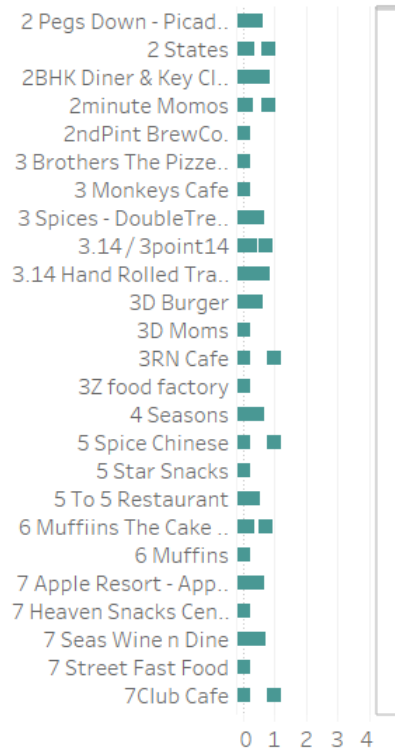 2 Pegs Down - Picad..
2 States
2BHK Diner & Key Cl..
2minute Momos
2ndPint BrewCo.
3 Brothers The Pizze..
3 Monkeys Cafe
3 Spices - DoubleTre..
3.14 / 3point14
3.14 Hand Rolled Tra..
3D Burger
3D Moms
3RN Cafe
3Z food factory
4 Seasons
5 Spice Chinese
5 Star Snacks
5 To 5 Restaurant
6 Muffiins The Cake ..
6 Muffins
7 Apple Resort - App..
7 Heaven Snacks Cen..
7 Seas Wine n Dine
7 Street Fast Food
7Club Cafe
0 1 2 3 4